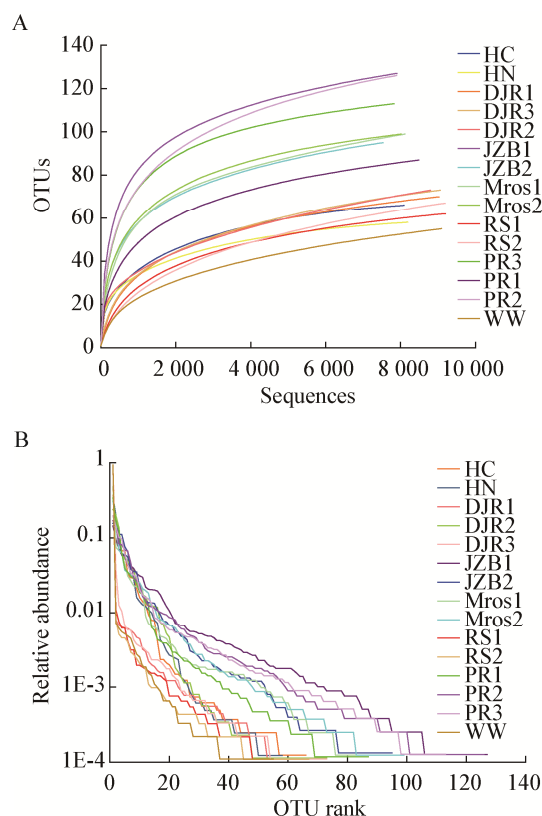 A
140
120
100
80
60
40
20
0
OTUs
0 2 000 4 000 6 000 8 000 10 000
Sequences
HC
HN
DJR1
DJR3
DJR2
JZB1
JZB2
Mros1
Mros2
RS1
RS2
PR3
PR1
PR2
WW
B
1
0.1
0.01
1E-3
1E-4
Relative abundance
0 20 40 60 80 100 120 140
OTU rank
HC
HN
DJR1
DJR2
DJR3
JZB1
JZB2
Mros1
Mros2
RS1
RS2
PR1
PR2
PR3
WW